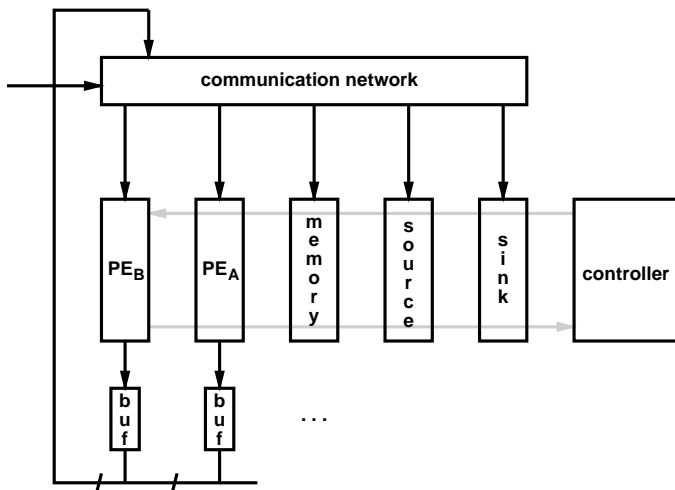 communication network
PE_B
PE_A
memory
source
sink
controller
buf
buf
...